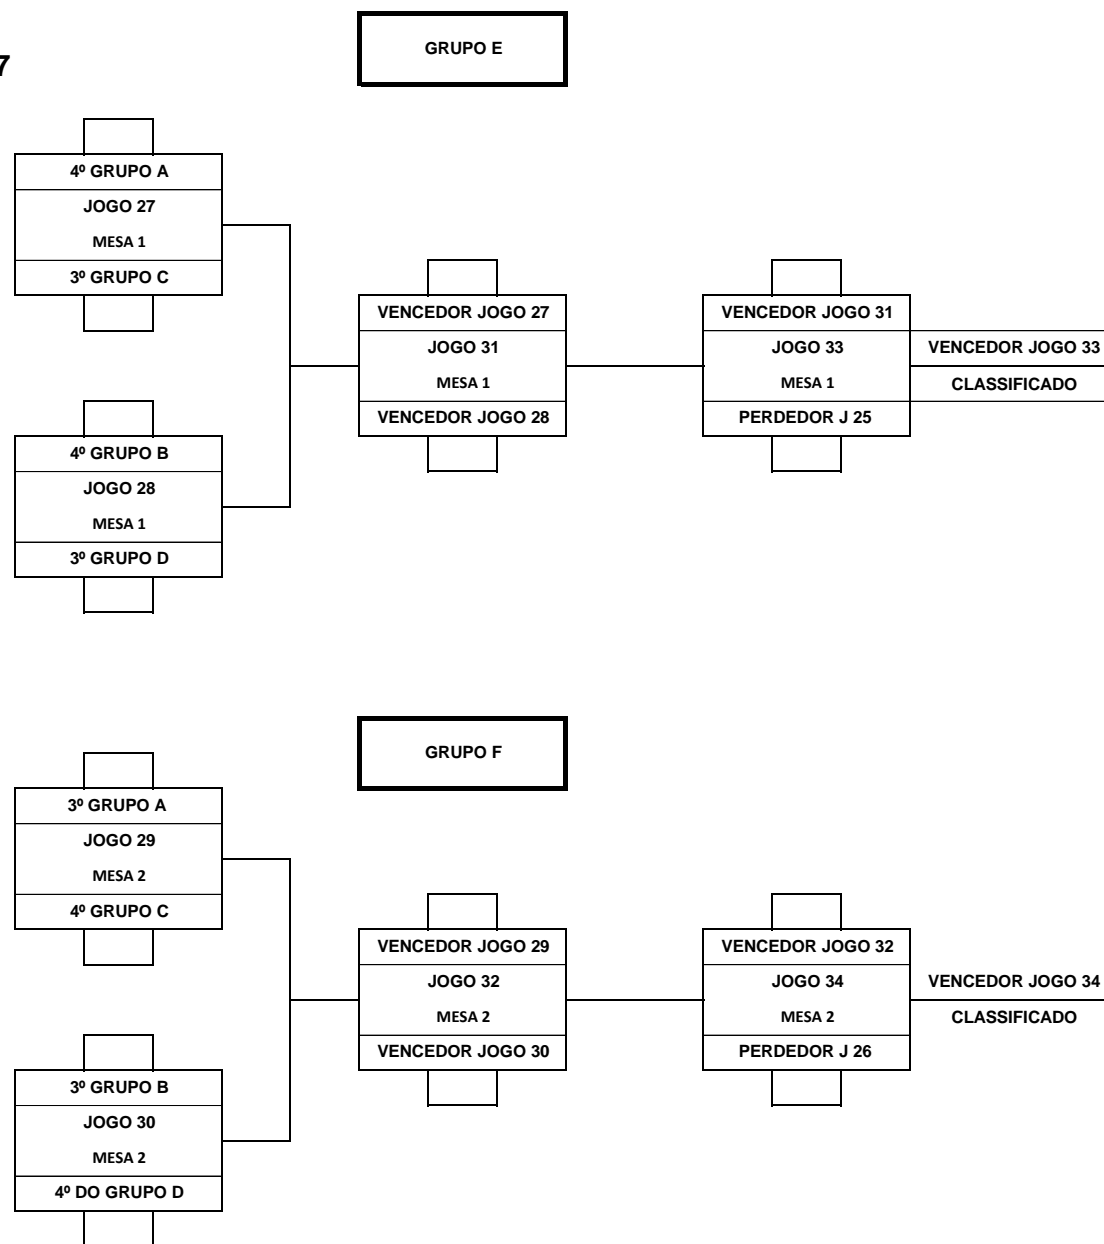 GRUPO E
7
4º GRUPO A
JOGO 27
MESA 1
3º GRUPO C
VENCEDOR JOGO 27
JOGO 31
MESA 1
VENCEDOR JOGO 28
VENCEDOR JOGO 31
JOGO 33
MESA 1
PERDEDOR J 25
VENCEDOR JOGO 33
CLASSIFICADO
4º GRUPO B
JOGO 28
MESA 1
3º GRUPO D
GRUPO F
3º GRUPO A
JOGO 29
MESA 2
4º GRUPO C
VENCEDOR JOGO 29
JOGO 32
MESA 2
VENCEDOR JOGO 30
VENCEDOR JOGO 32
JOGO 34
MESA 2
PERDEDOR J 26
VENCEDOR JOGO 34
CLASSIFICADO
3º GRUPO B
JOGO 30
MESA 2
4º DO GRUPO D